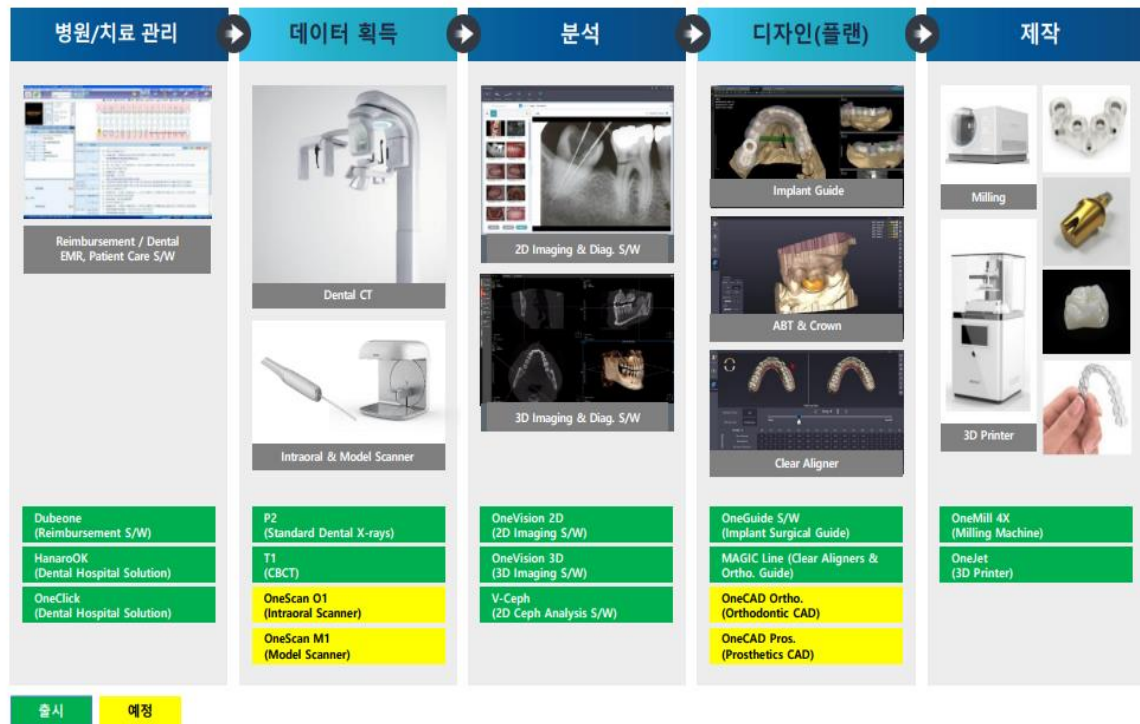 병원/치료 관리
데이터 획득
분석
디자인(플랜)
제작
Reimbursement / Dental
EMR, Patient Care S/W
Dental CT
Intraoral & Model Scanner
2D Imaging & Diag. S/W
3D Imaging & Diag. S/W
Implant Guide
ABT & Crown
Clear Aligner
Milling
3D Printer
Dubeone
(Reimbursement S/W)
HanaroOK
(Dental Hospital Solution)
OneClick
(Dental Hospital Solution)
P2
(Standard Dental X-rays)
T1
(CBCT)
OneScan O1
(Intraoral Scanner)
OneScan M1
(Model Scanner)
OneVision 2D
(2D Imaging S/W)
OneVision 3D
(3D Imaging S/W)
V-Ceph
(2D Ceph Analysis S/W)
OneGuide S/W
(Implant Surgical Guide)
MAGIC Line (Clear Aligners &
Ortho. Guide)
OneCAD Ortho.
(Orthodontic CAD)
OneCAD Pros.
(Prosthetics CAD)
OneMill 4X
(Milling Machine)
OneJet
(3D Printer)
출시
예정